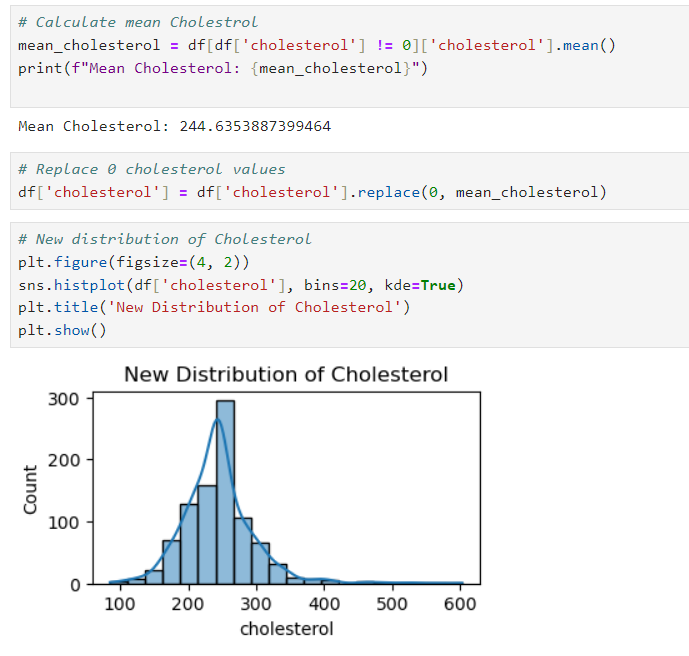 # Calculate mean Cholestrol
mean_cholesterol = df[df['cholesterol'] != 0]['cholesterol'].mean()
print(f"Mean Cholesterol: {mean_cholesterol}")
Mean Cholesterol: 244.6353887399464
# Replace 0 cholesterol values
df['cholesterol'] = df['cholesterol'].replace(0, mean_cholesterol)
# New distribution of Cholesterol
plt.figure(figsize=(4, 2))
sns.histplot(df['cholesterol'], bins=20, kde=True)
plt.title('New Distribution of Cholesterol')
plt.show()
New Distribution of Cholesterol
300
200
100
0
Count
100 200 300 400 500 600
cholesterol